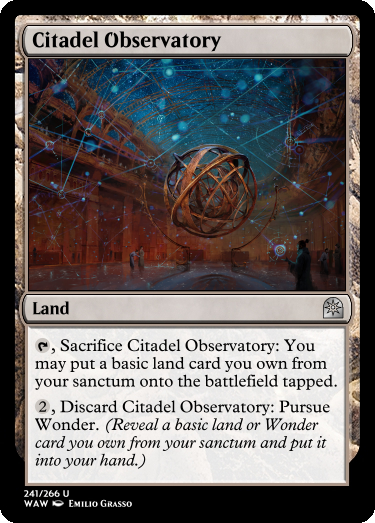 Citadel Observatory
Land
, Sacrifice Citadel Observatory: You
may put a basic land card you own from
your sanctum onto the battlefield tapped.
2, Discard Citadel Observatory: Pursue
Wonder. (Reveal a basic land or Wonder
card you own from your sanctum and put it
into your hand.)
241/266 U
WAW Emilio Grasso